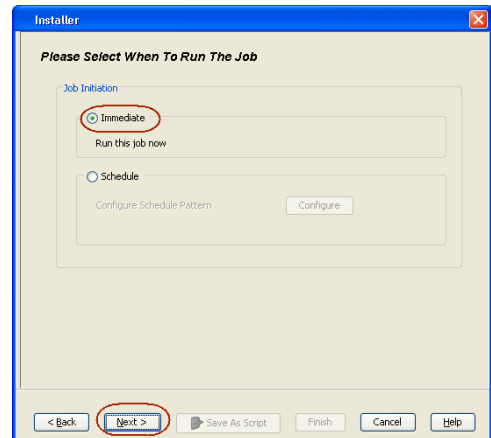 Installer
Please Select When To Run The Job
Job Initiation
Immediate
Run this job now
Schedule
Configure Schedule Pattern
Configure
< Back
Next >
Save As Script
Finish
Cancel
Help